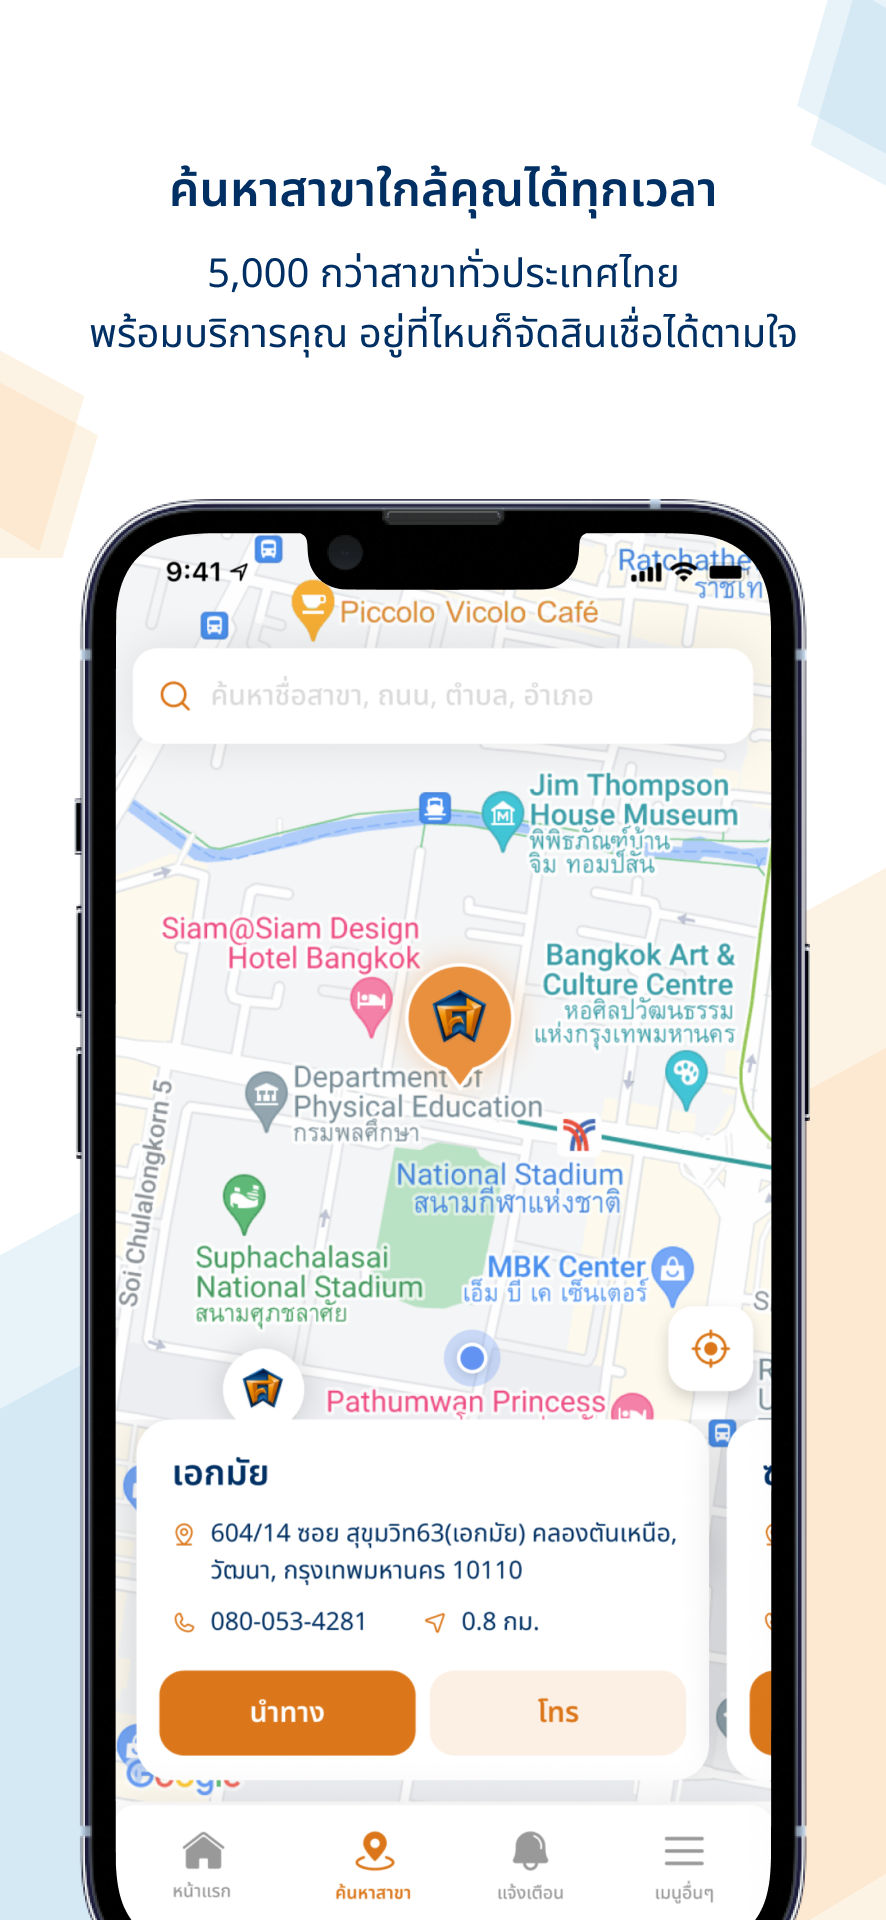 ค้นหาสาขาใกล้คุณได้ทุกเวลา
5,000 กว่าสาขาทั่วประเทศไทย
พร้อมบริการคุณ อยู่ที่ไหนก็จัดสินเชื่อได้ตามใจ
9:41
Ratchathe
ราชเท
Piccolo Vicolo Café
ค้นหาชื่อสาขา, ถนน, ตำบล, อำเภอ
Jim Thompson
House Museum
พิพิธภัณฑ์บ้าน
จิม ทอมป์สัน
Siam@Siam Design
Hotel Bangkok
Bangkok Art &
Culture Centre
หอศิลปวัฒนธรรม
แห่งกรุงเทพมหานคร
Department of
Physical Education
กรมพลศึกษา
Soi Chulalongkorn 5
National Stadium
สนามกีฬาแห่งชาติ
Suphachalasai
National Stadium
สนามศุภชลาศัย
MBK Center
เอ็ม บี เค เซ็นเตอร์
Pathumwan Princess
เอกมัย
604/14 ซอย สุขุมวิท63(เอกมัย) คลองตันเหนือ,
วัฒนา, กรุงเทพมหานคร 10110
080-053-4281
0.8 กม.
นำทาง
โทร
Google
หน้าแรก
ค้นหาสาขา
แจ้งเตือน
เมนูอื่นๆ